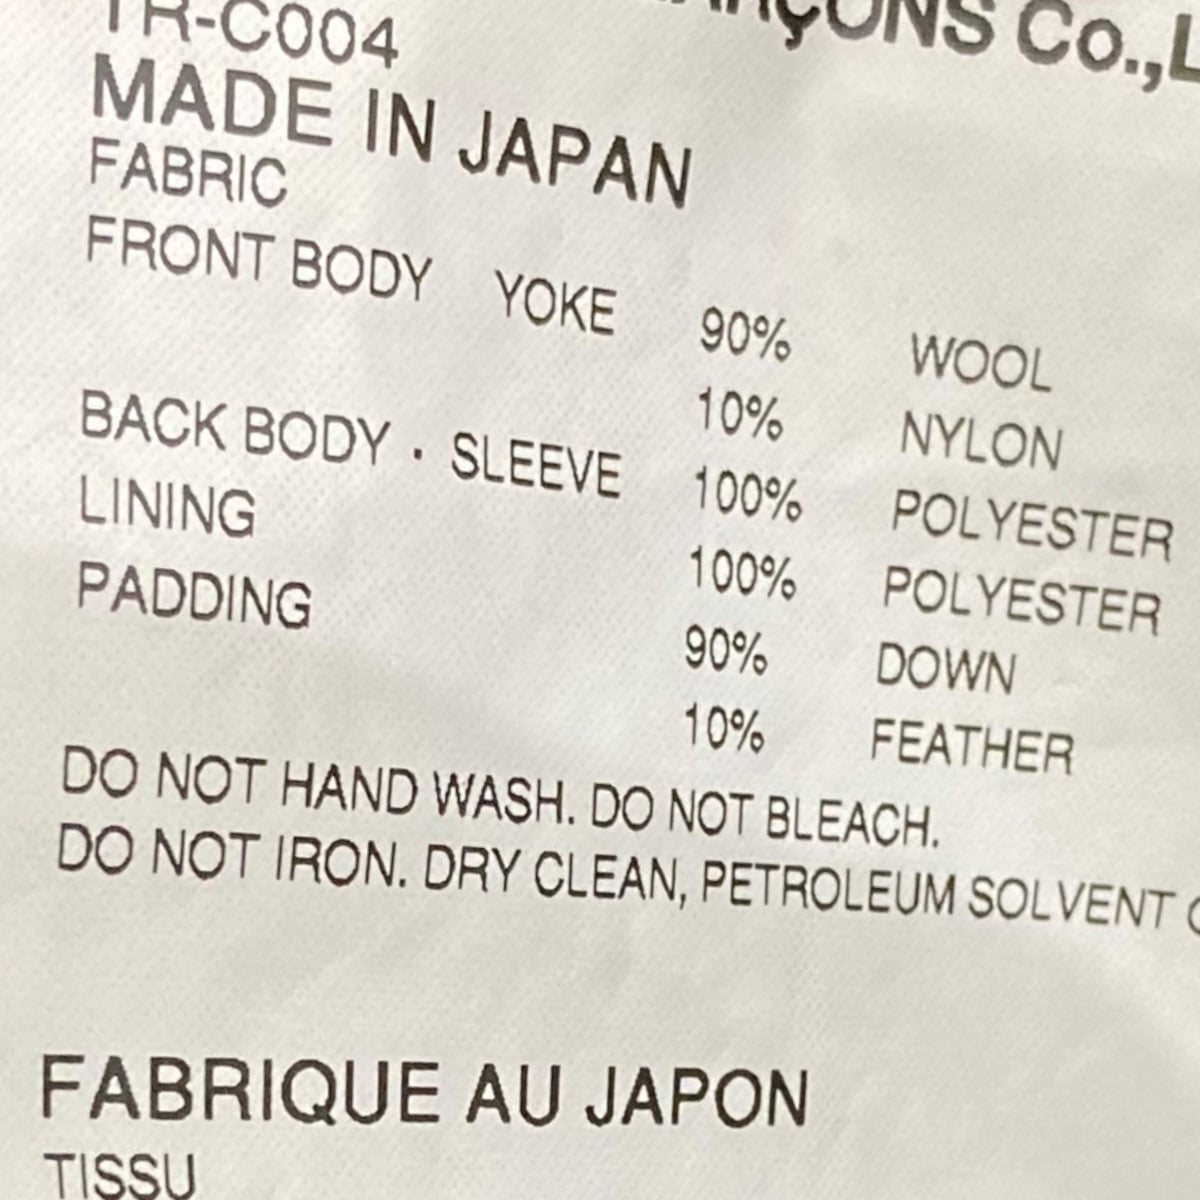 GARÇONS Co.,L
TR-C004
MADE IN JAPAN
FABRIC
FRONT BODY YOKE 90% WOOL
10% NYLON
BACK BODY · SLEEVE 100% POLYESTER
LINING 100% POLYESTER
PADDING 90% DOWN
10% FEATHER
DO NOT HAND WASH. DO NOT BLEACH.
DO NOT IRON. DRY CLEAN, PETROLEUM SOLVENT
FABRIQUE AU JAPON
TISSU